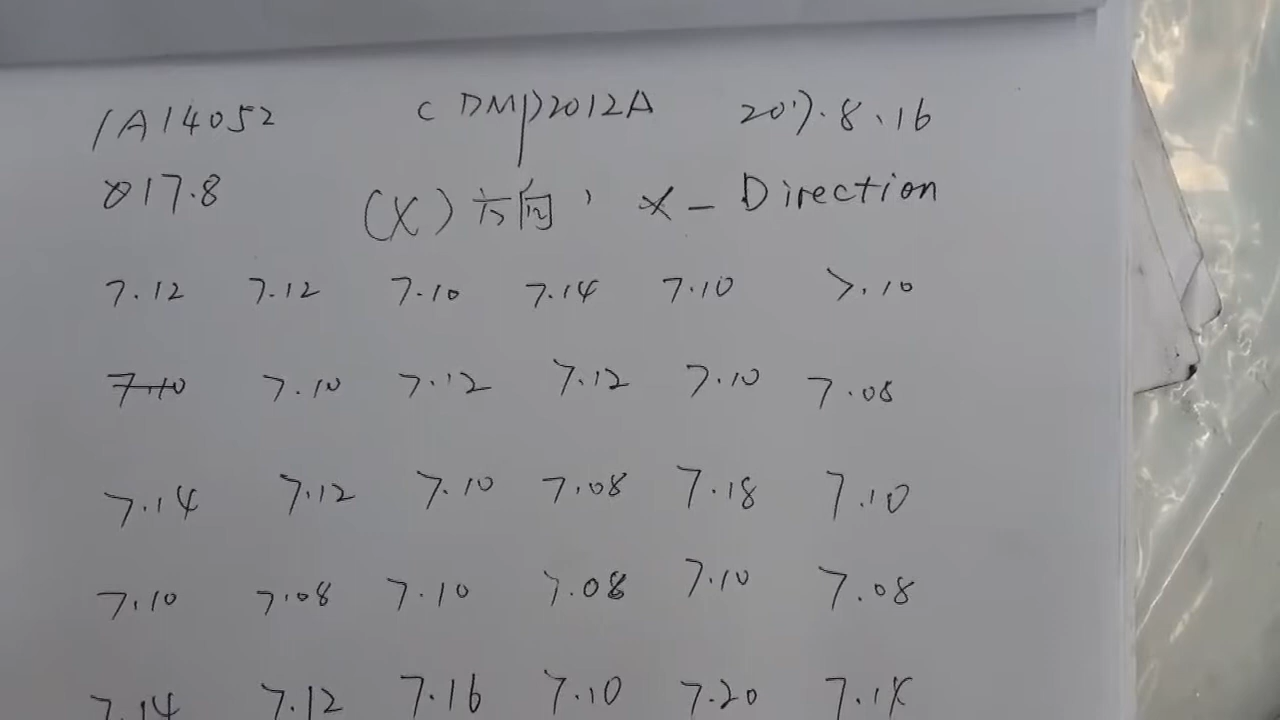 1A14052 CDMP2012A 2017.8.16
017.8 (X)方向, X-Direction
7.12 7.12 7.10 7.14 7.10 7.10
7.10 7.10 7.12 7.12 7.10 7.08
7.14 7.12 7.10 7.08 7.18 7.10
7.10 7.08 7.10 7.08 7.10 7.08
7.14 7.12 7.16 7.10 7.20